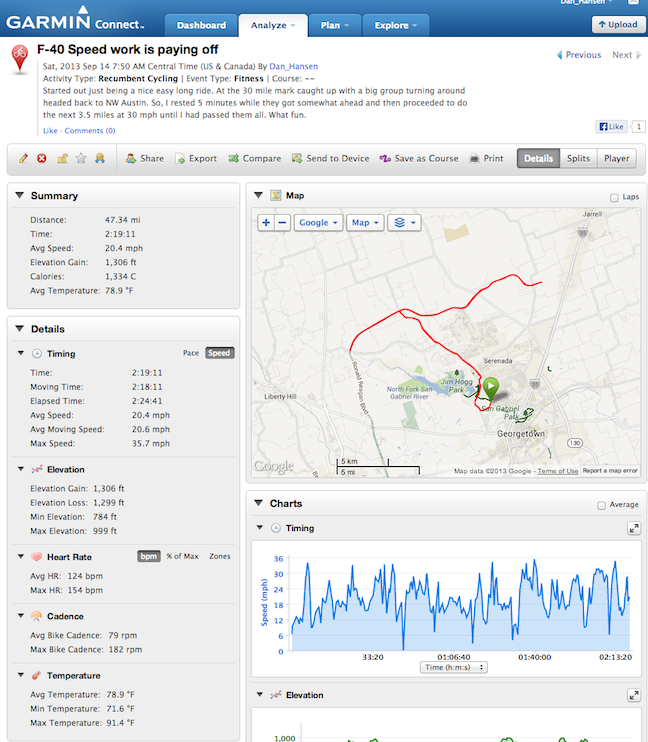 GARMIN Connect™
Dashboard
Analyze
Plan
Explore
Dan_Hansen
Upload
F-40 Speed work is paying off
Previous
Next
Sat, 2013 Sep 14 7:50 AM Central Time (US & Canada) By Dan_Hansen
Activity Type: Recumbent Cycling | Event Type: Fitness | Course: --
Started out just being a nice easy long ride. At the 30 mile mark caught up with a big group turning around
headed back to NW Austin. So, I rested 5 minutes while they got somewhat ahead and then proceeded to do
the next 3.5 miles at 30 mph until I had passed them all. What fun.
Like · Comments (0)
Like 1
Share
Export
Compare
Send to Device
Save as Course
Print
Details
Splits
Player
Summary
Distance: 47.34 mi
Time: 2:19:11
Avg Speed: 20.4 mph
Elevation Gain: 1,306 ft
Calories: 1,334 C
Avg Temperature: 78.9 °F
Details
Timing
Pace
Speed
Time: 2:19:11
Moving Time: 2:18:11
Elapsed Time: 2:24:41
Avg Speed: 20.4 mph
Avg Moving Speed: 20.6 mph
Max Speed: 35.7 mph
Elevation
Elevation Gain: 1,306 ft
Elevation Loss: 1,299 ft
Min Elevation: 784 ft
Max Elevation: 999 ft
Heart Rate
bpm
% of Max
Zones
Avg HR: 124 bpm
Max HR: 154 bpm
Cadence
Avg Bike Cadence: 79 rpm
Max Bike Cadence: 182 rpm
Temperature
Avg Temperature: 78.9 °F
Min Temperature: 71.6 °F
Max Temperature: 91.4 °F
Map
Laps
+
−
Google
Map
Jarrell
Serenada
Jim Hogg
Park
North Fork San
Gabriel River
Ronald Reagan Blvd
Liberty Hill
San Gabriel
Park
Georgetown
130
5 km
5 mi
Google
Map data ©2013 Google - Terms of Use
Report a map error
Charts
Average
Timing
Speed (mph)
36
30
24
18
12
6
0
33:20
01:06:40
01:40:00
02:13:20
Time (h:m:s)
Elevation
1,000